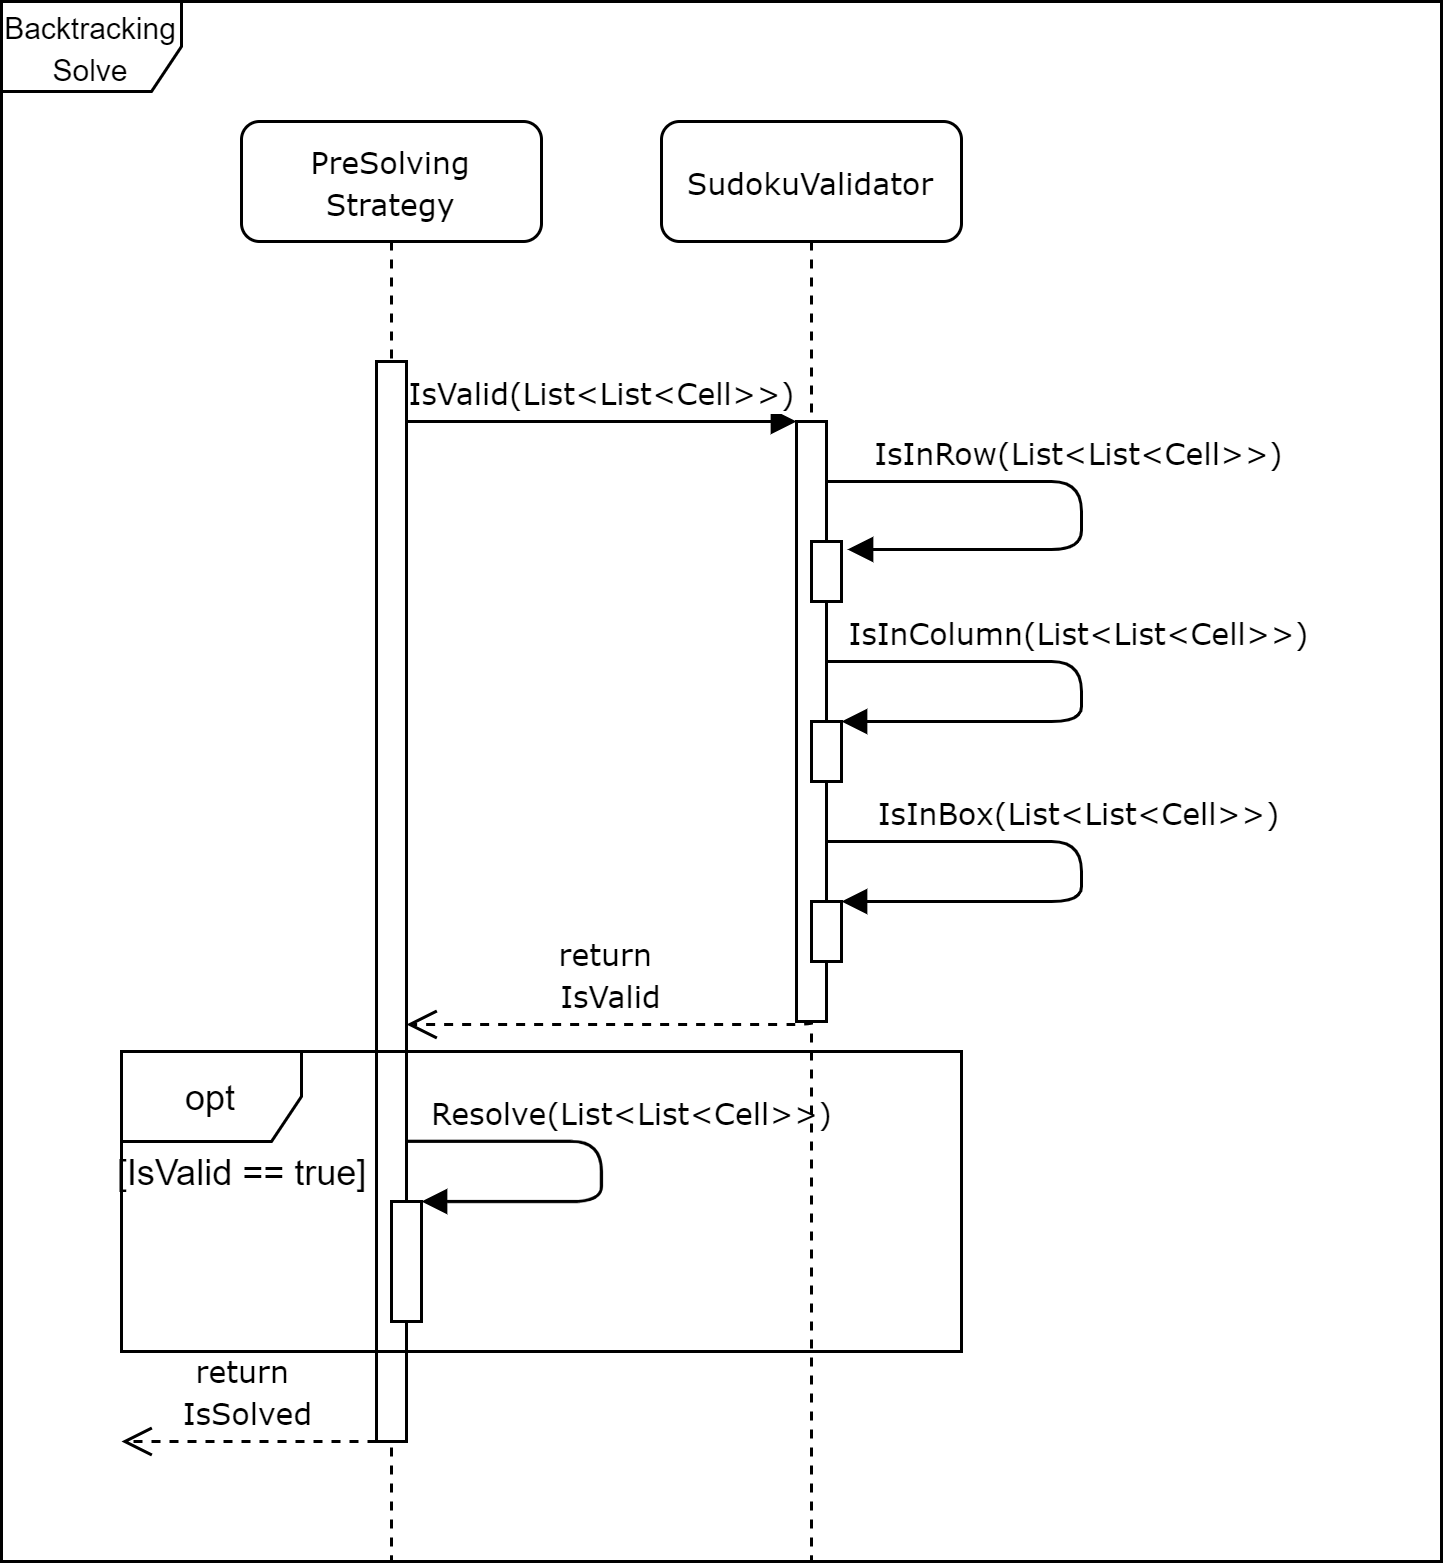 Backtracking
Solve
PreSolving
Strategy
SudokuValidator
IsValid(List<List<Cell>>)
IsInRow(List<List<Cell>>)
IsInColumn(List<List<Cell>>)
IsInBox(List<List<Cell>>)
return
IsValid
opt
Resolve(List<List<Cell>>)
[IsValid == true]
return
IsSolved